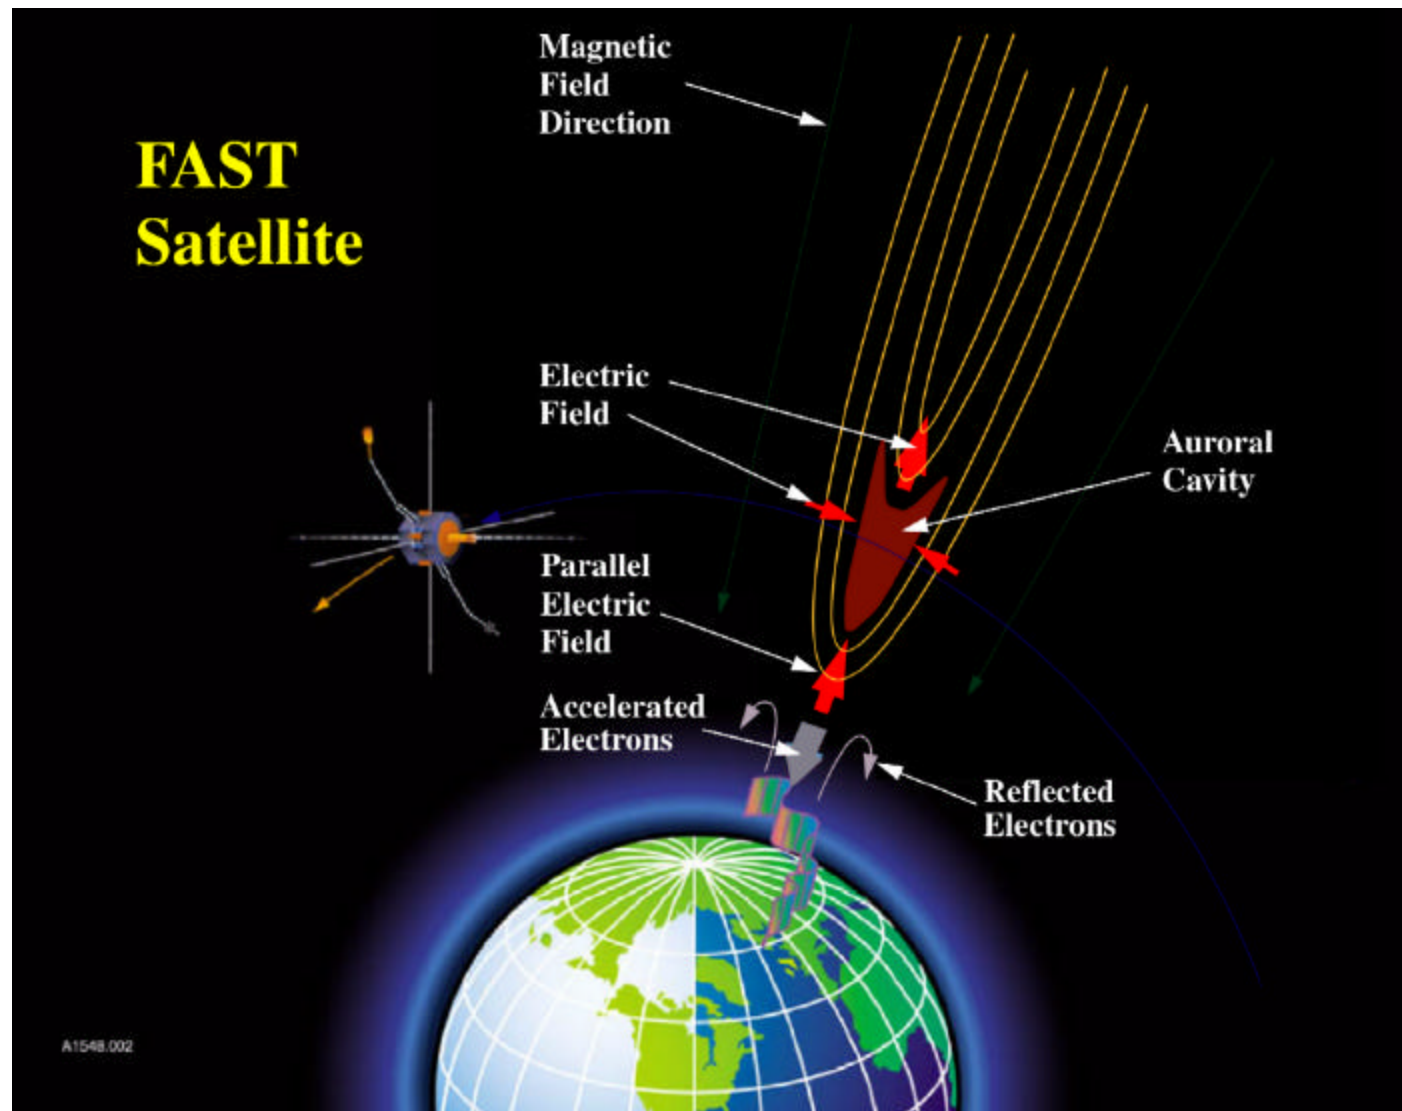 FAST
Satellite
Magnetic
Field
Direction
Electric
Field
Auroral
Cavity
Parallel
Electric
Field
Accelerated
Electrons
Reflected
Electrons
A1548.002